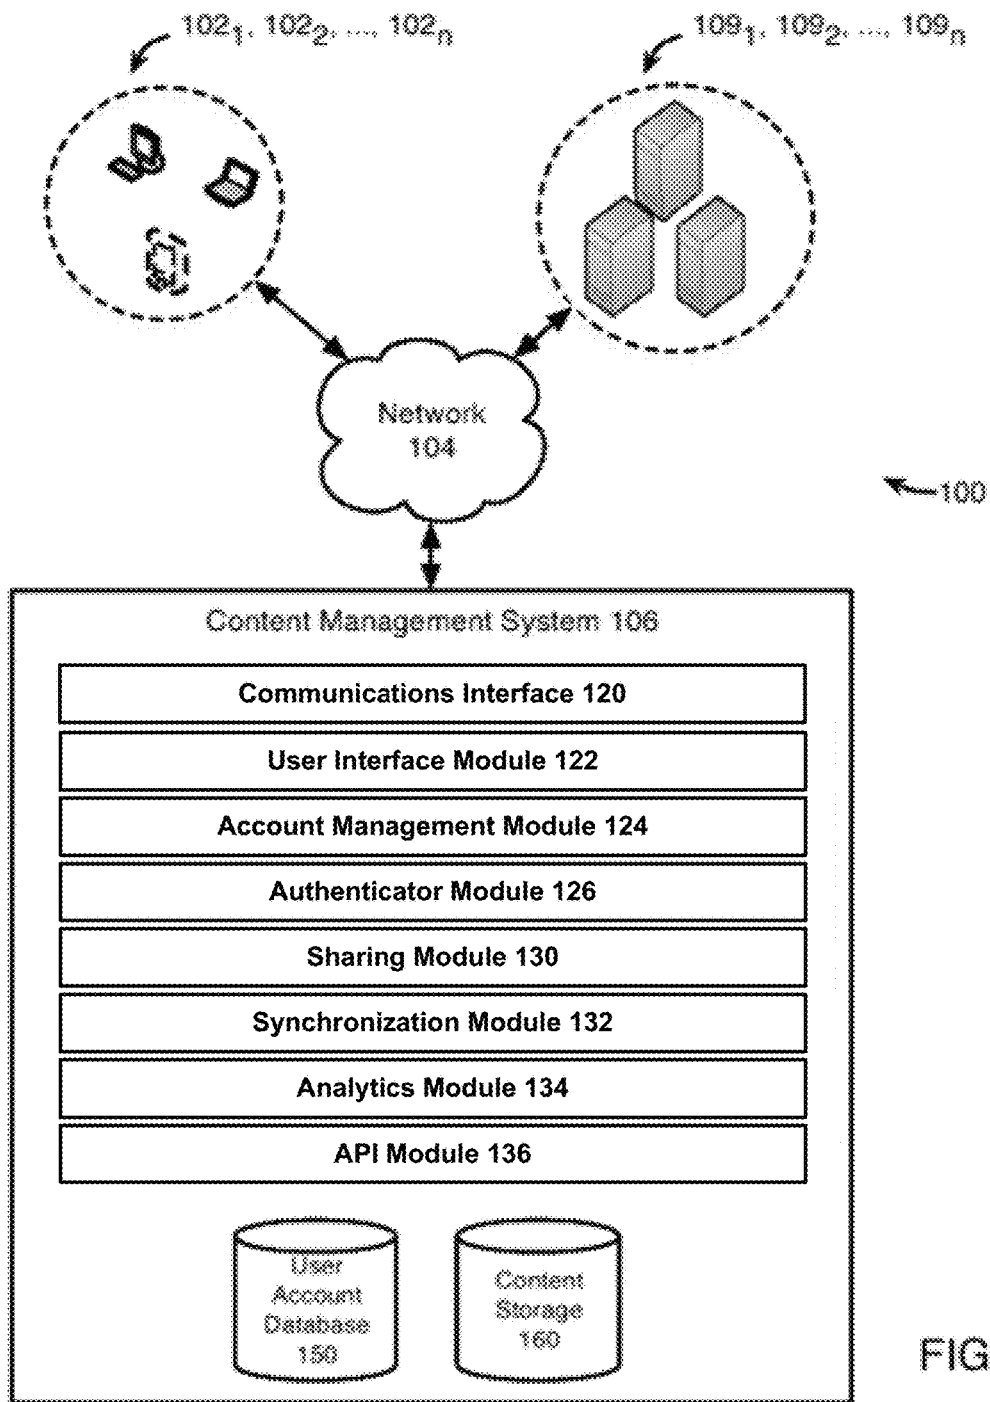 102₁, 102₂, ..., 102ₙ
109₁, 109₂, ..., 109ₙ
Network
104
100
Content Management System 106
Communications Interface 120
User Interface Module 122
Account Management Module 124
Authenticator Module 126
Sharing Module 130
Synchronization Module 132
Analytics Module 134
API Module 136
User
Account
Database
150
Content
Storage
160
FIG